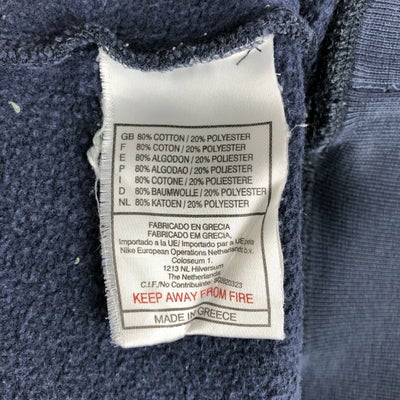 GB 80% COTTON / 20% POLYESTER
F 80% COTON / 20% POLYESTER
E 80% ALGODON / 20% POLIESTER
P 80% ALGODAO / 20% POLIESTER
I 80% COTONE / 20% POLIESTERE
D 80% BAUMWOLLE / 20% POLYESTER
NL 80% KATOEN / 20% POLYESTER
FABRICADO EN GRECIA
FABRICADO EM GRECIA,
Importado a la UE/ Importado par a UE pela
Nike European Operations Netherlands b.v.
Coloseum 1.
1213 NL Hilversum
The Netherlands
C.I.F./No Contribuinte:
KEEP AWAY FROM FIRE
MADE IN GREECE